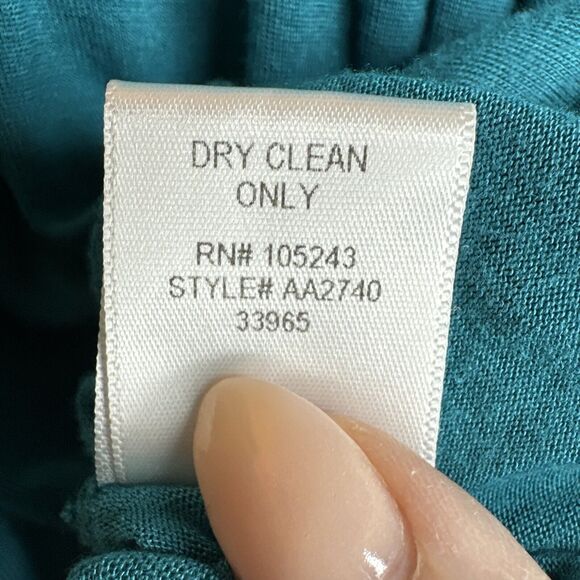 DRY CLEAN
ONLY
RN# 105243
STYLE# AA2740
33965